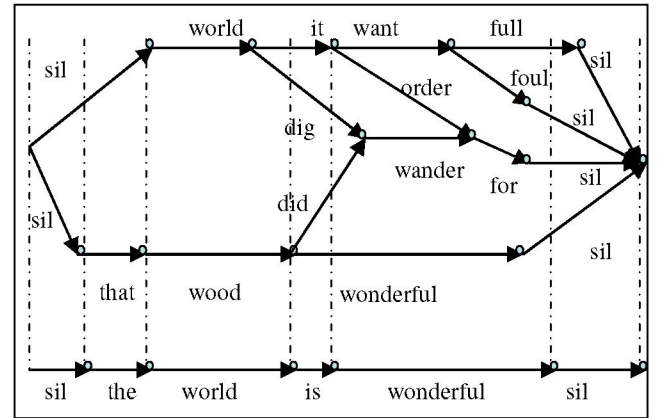 world it want full
sil sil
foul
order
sil
dig
wander
for sil
did
sil
sil
that wood wonderful
sil the world is wonderful sil